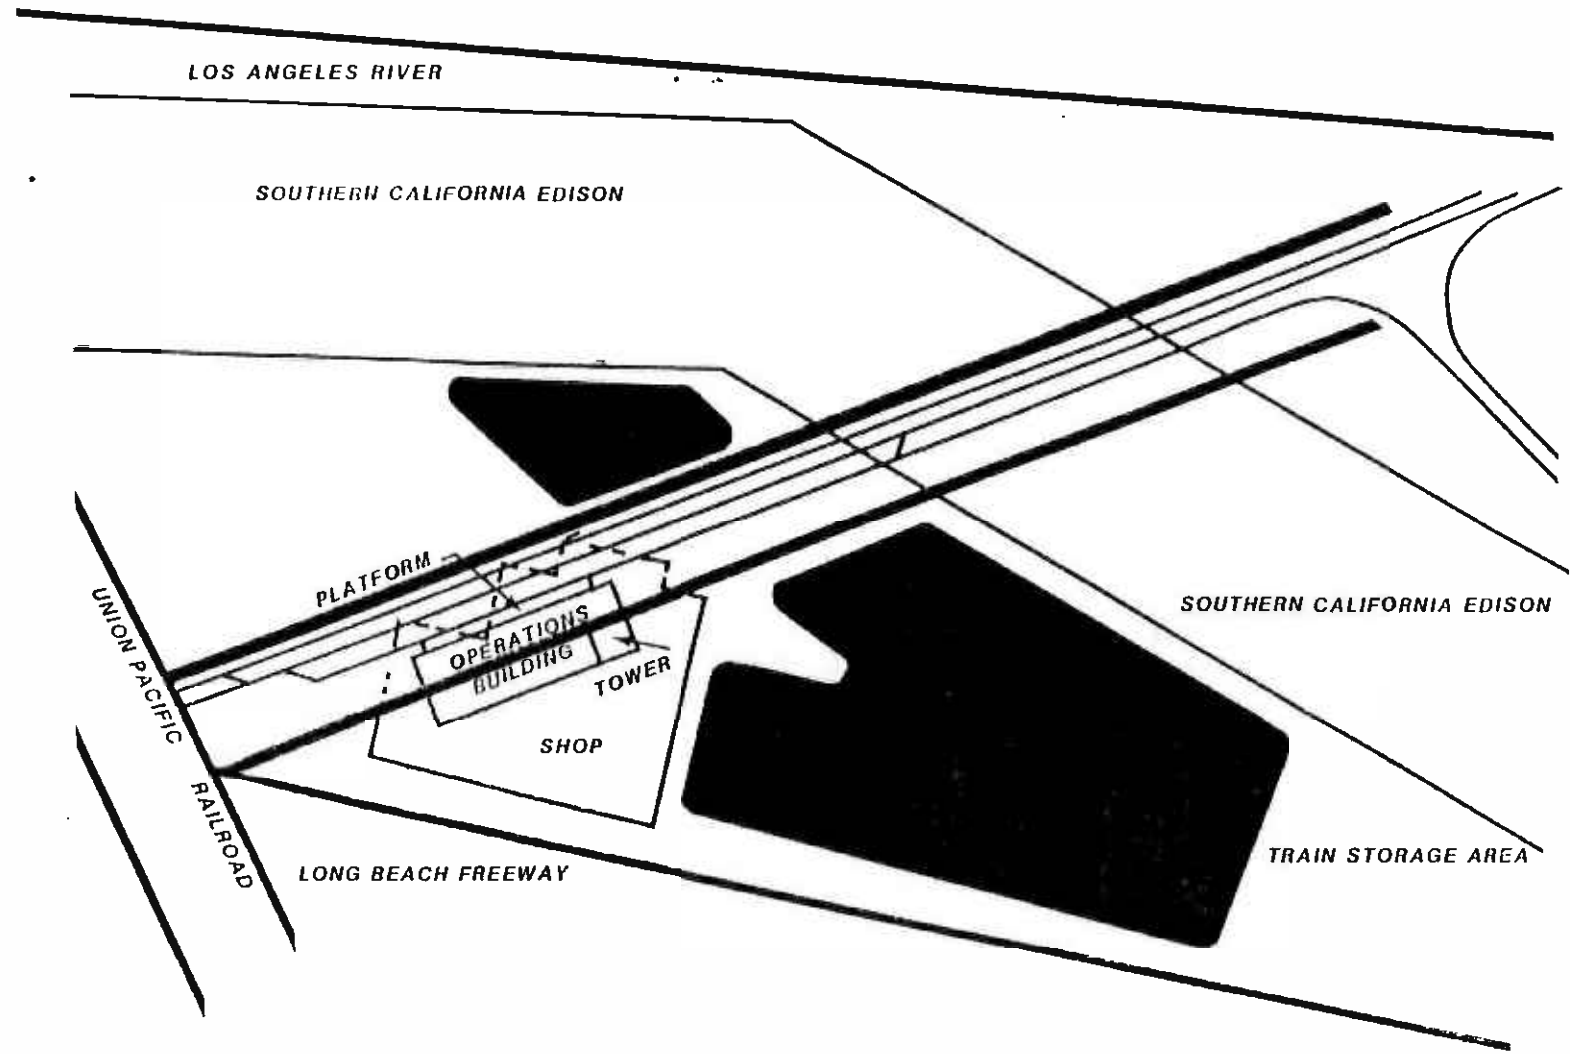 LOS ANGELES RIVER
SOUTHERN CALIFORNIA EDISON
PLATFORM
UNION PACIFIC
RAILROAD
OPERATIONS
BUILDING
TOWER
SHOP
SOUTHERN CALIFORNIA EDISON
TRAIN STORAGE AREA
LONG BEACH FREEWAY